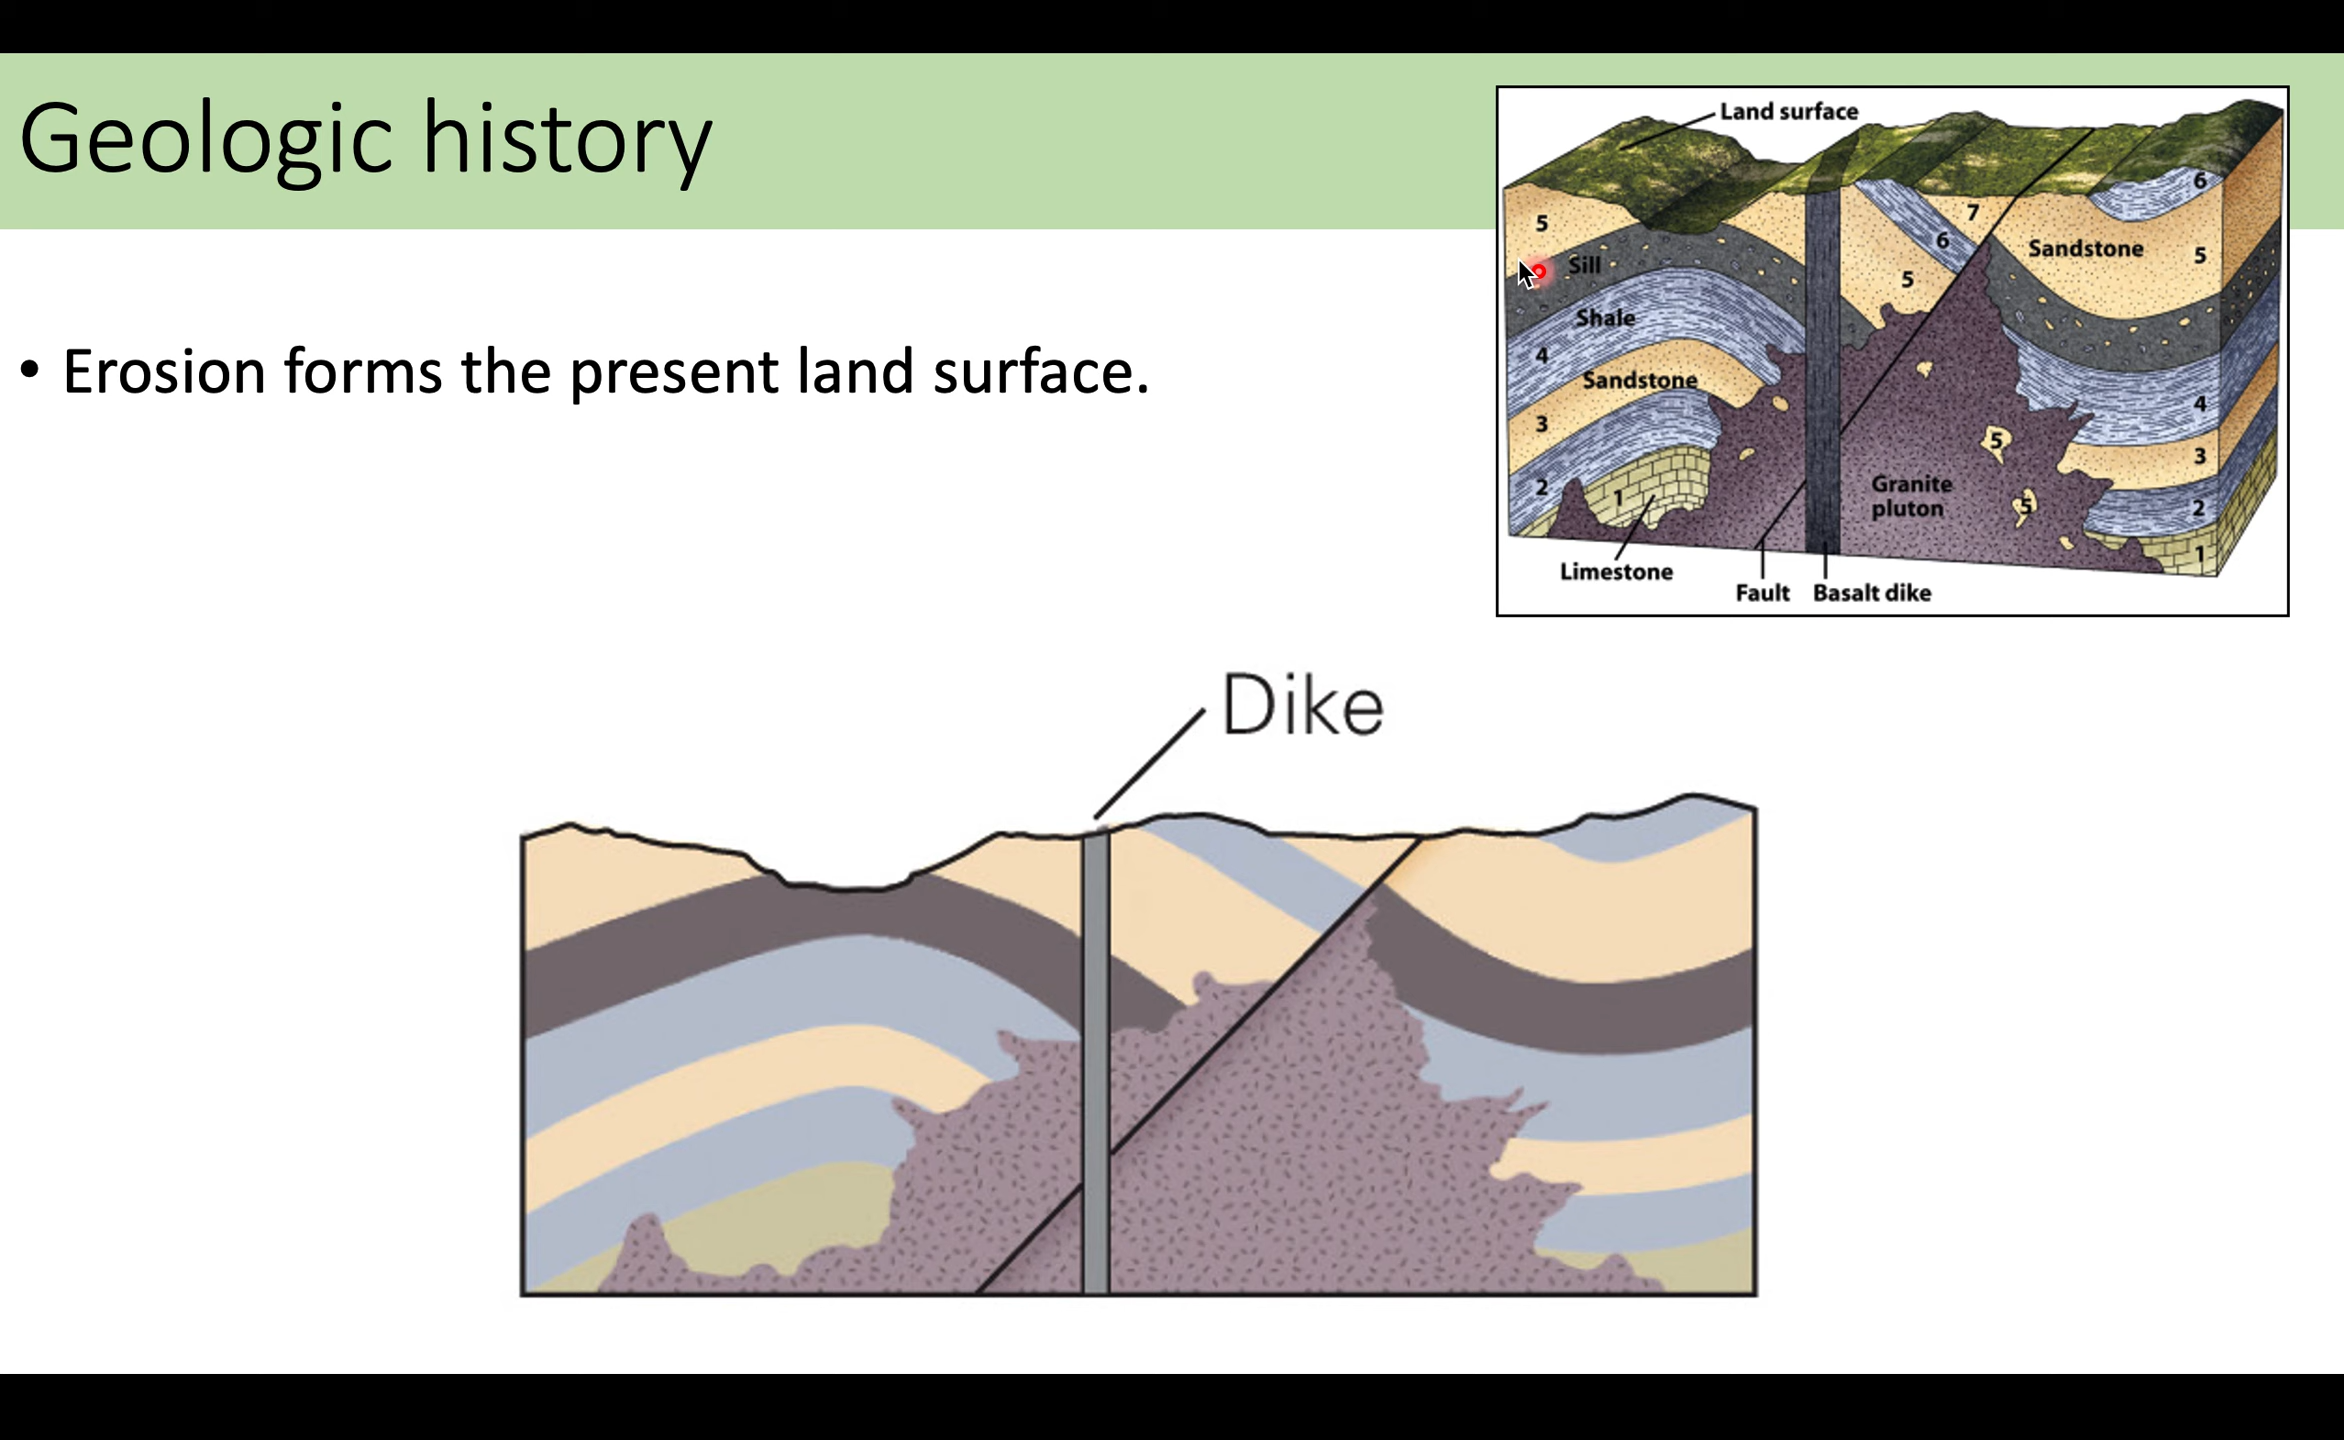 Geologic history
• Erosion forms the present land surface.
Land surface
5
Sill
Shale
4
Sandstone
3
2
1
Limestone
Fault
Basalt dike
Granite
pluton
5
5
5
6
7
Sandstone
6
5
4
3
2
1
Dike